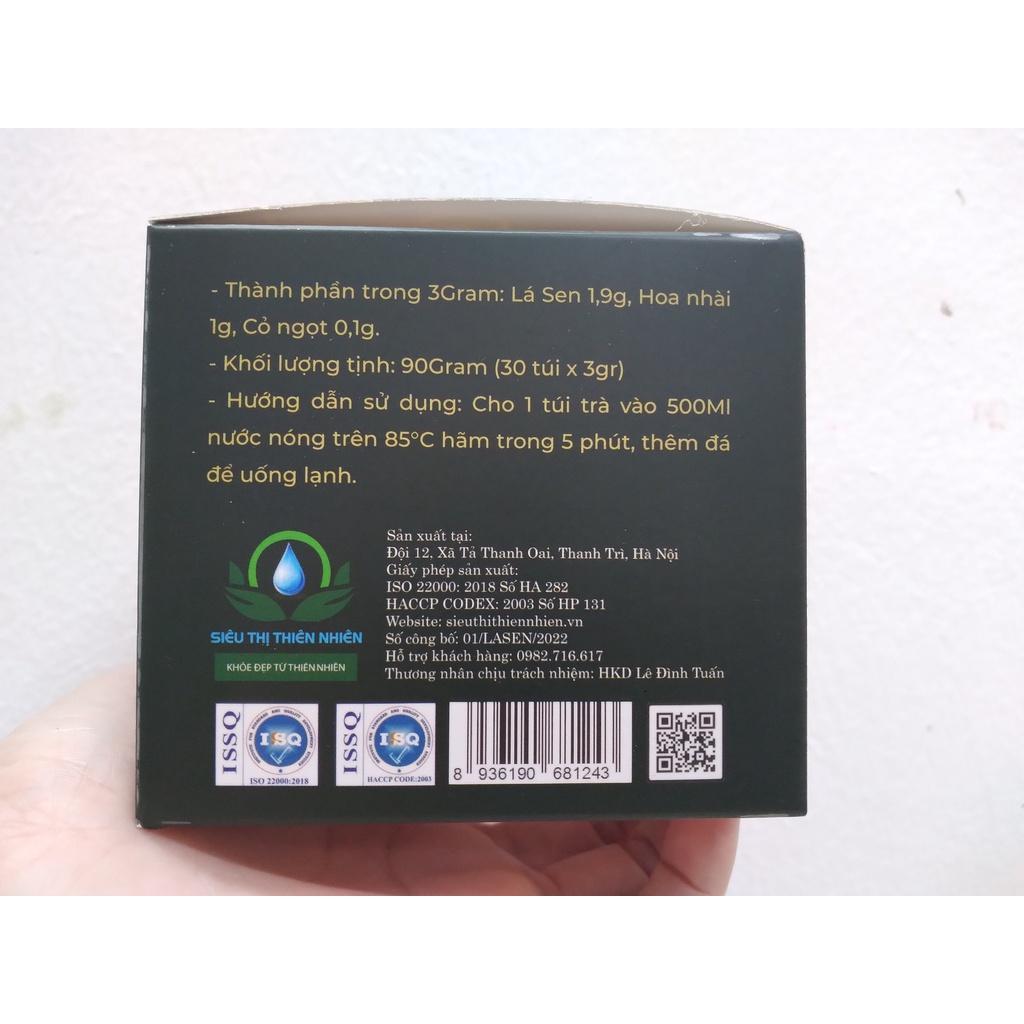 - Thành phần trong 3Gram: Lá Sen 1,9g, Hoa nhài
1g, Cỏ ngọt 0,1g.
- Khối lượng tịnh: 90Gram (30 túi x 3gr)
- Hướng dẫn sử dụng: Cho 1 túi trà vào 500Ml
nước nóng trên 85°C hãm trong 5 phút, thêm đá
để uống lạnh.
SIÊU THỊ THIÊN NHIÊN
KHỎE ĐẸP TỪ THIÊN NHIÊN
Sản xuất tại:
Đội 12, Xã Tả Thanh Oai, Thanh Trì, Hà Nội
Giấy phép sản xuất:
ISO 22000: 2018 Số HA 282
HACCP CODEX: 2003 Số HP 131
Website: sieuthithiennhien.vn
Số công bố: 01/LASEN/2022
Hỗ trợ khách hàng: 0982.716.617
Thương nhân chịu trách nhiệm: HKD Lê Đình Tuấn
ISSQ
ISSQ
ISO 22000:2018
ISSQ
ISSQ
HACCP CODE:2003
8 936190 681243